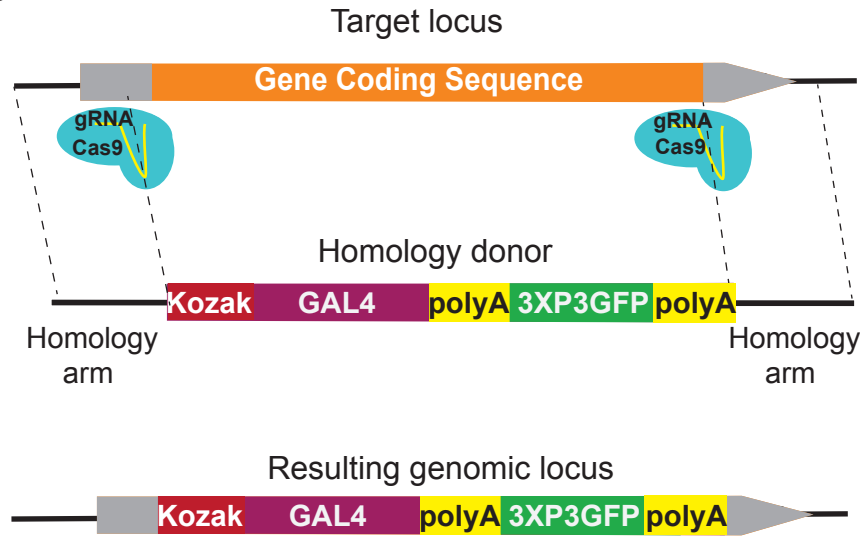 Target locus
Gene Coding Sequence
gRNA
Cas9
gRNA
Cas9
Homology donor
Kozak GAL4 polyA 3XP3GFP polyA
Homology
arm
Homology
arm
Resulting genomic locus
Kozak GAL4 polyA 3XP3GFP polyA